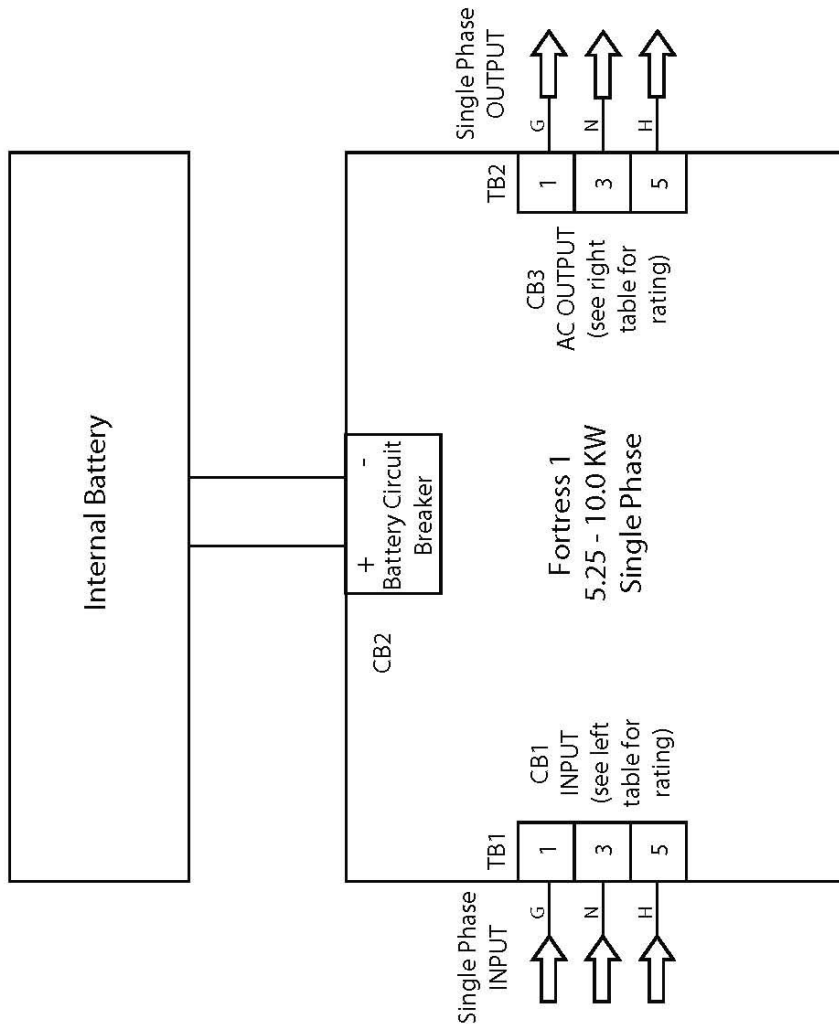 Internal Battery
+ -
Battery Circuit
Breaker
CB2
Single Phase
INPUT
TB1
G
1
N
3
H
5
CB1
INPUT
(see left
table for
rating)
Fortress 1
5.25 - 10.0 KW
Single Phase
CB3
AC OUTPUT
(see right
table for
rating)
TB2
1
G
3
N
5
H
Single Phase
OUTPUT